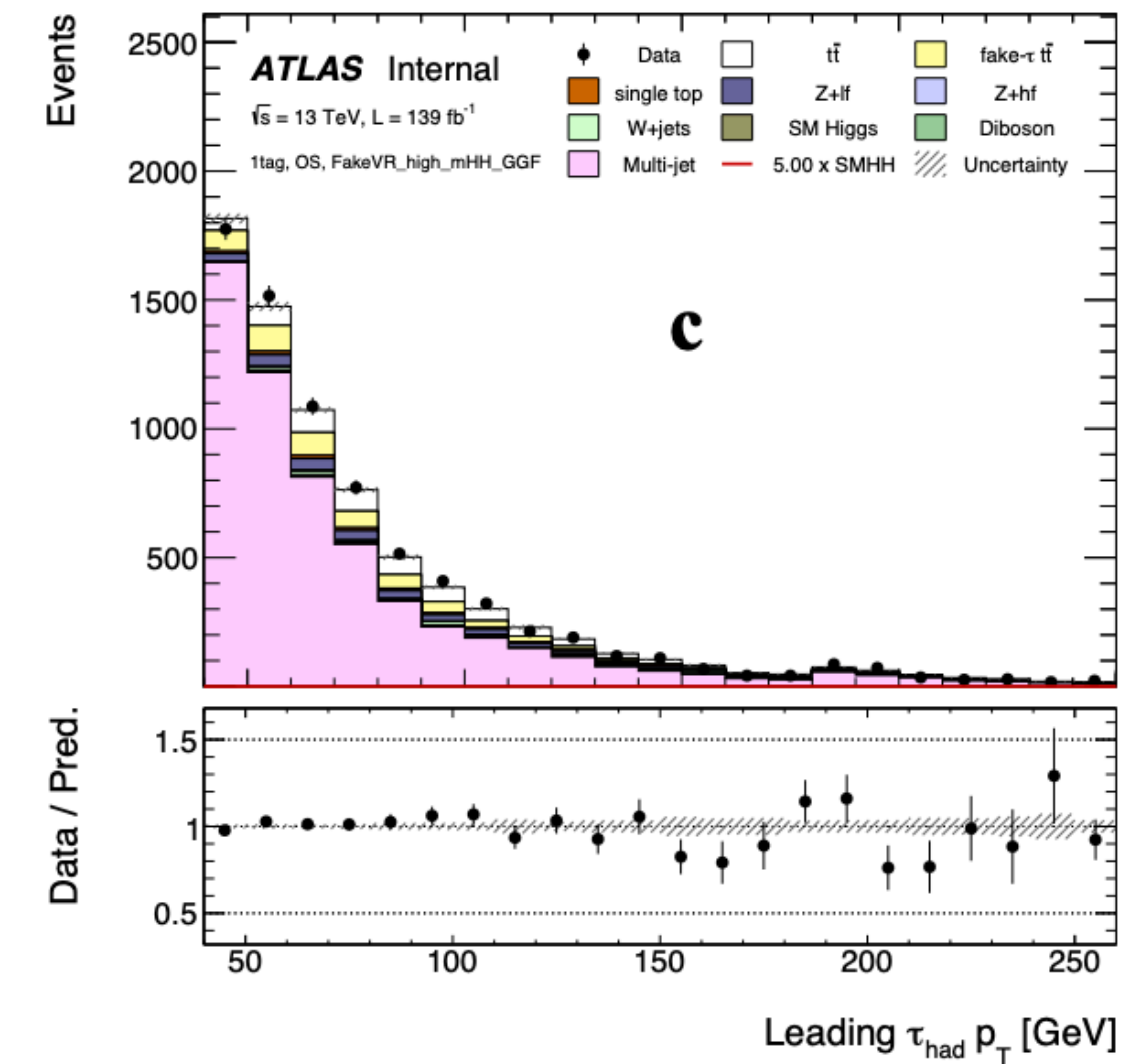 Events
2500
2000
1500
1000
500
ATLAS Internal
√s = 13 TeV, L = 139 fb⁻¹
1tag, OS, FakeVR_high_mHH_GGF
Data tt̄ fake-τ tt̄
single top Z+lf Z+hf
W+jets SM Higgs Diboson
Multi-jet 5.00 x SMHH Uncertainty
c
Data / Pred.
1.5
1
0.5
50 100 150 200 250
Leading τ_had p_T [GeV]